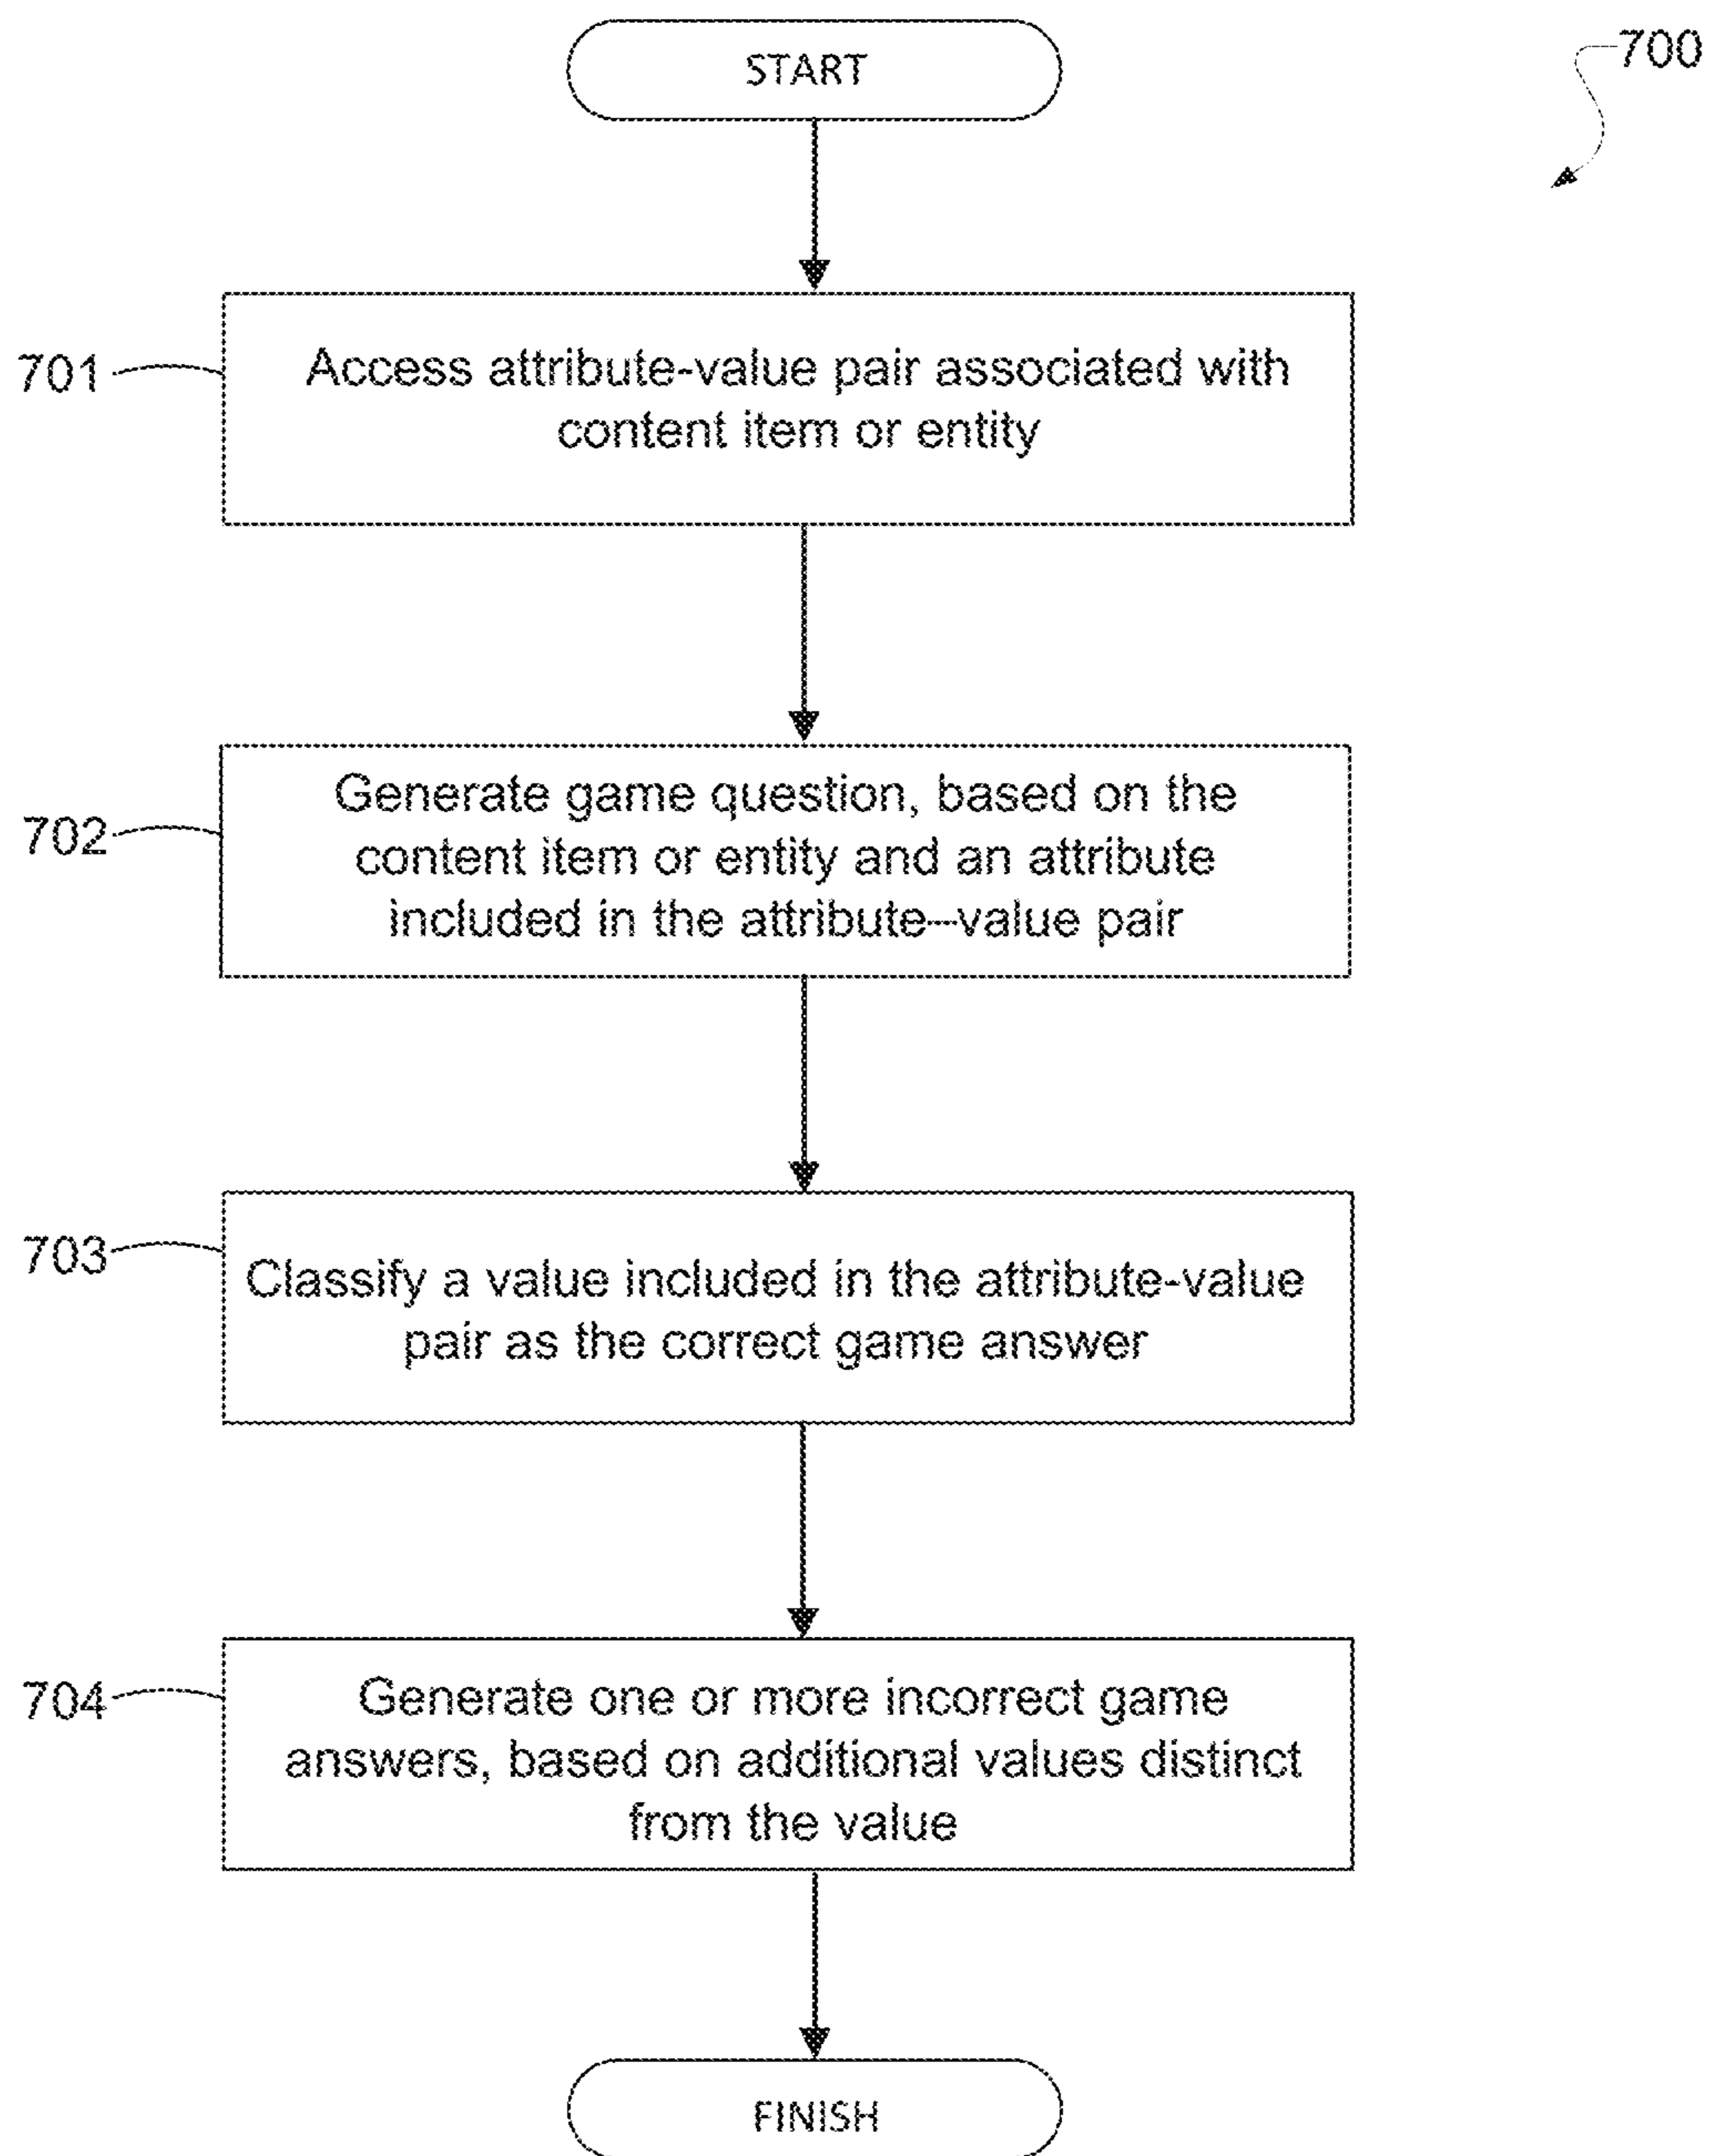 START
700
701
Access attribute-value pair associated with
content item or entity
702
Generate game question, based on the
content item or entity and an attribute
included in the attribute--value pair
703
Classify a value included in the attribute-value
pair as the correct game answer
704
Generate one or more incorrect game
answers, based on additional values distinct
from the value
FINISH